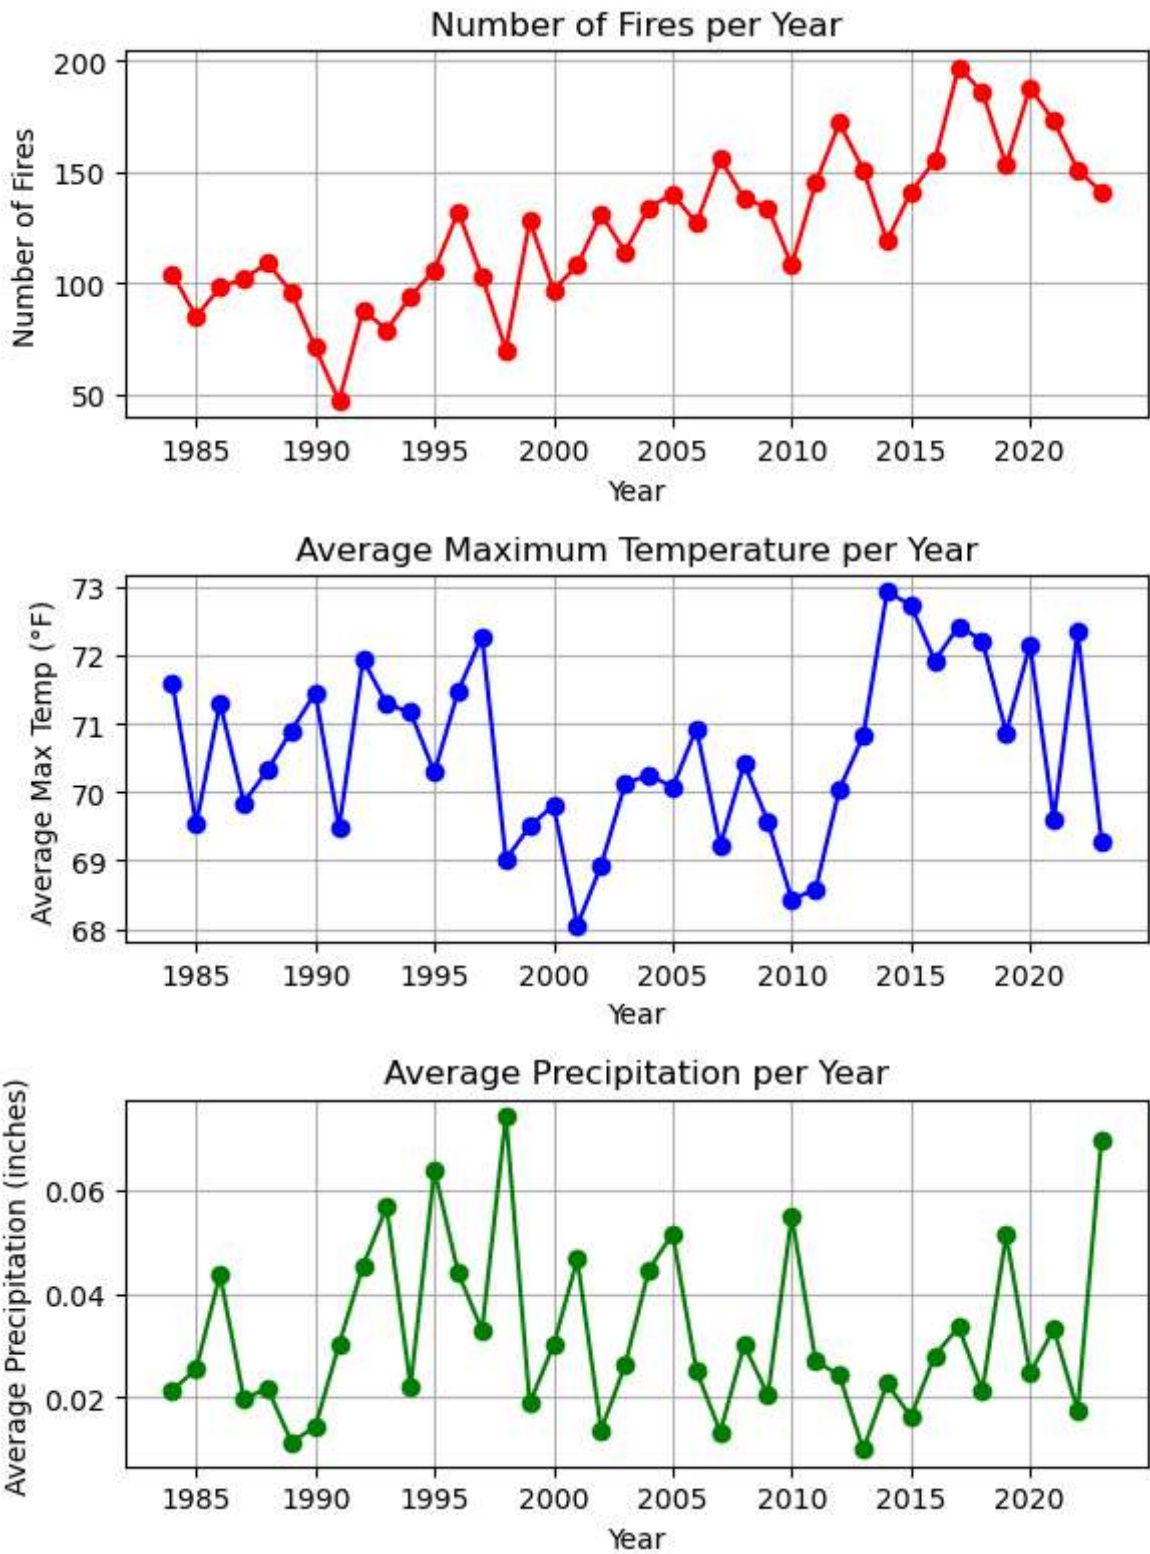 Number of Fires per Year
Number of Fires
200
150
100
50
1985 1990 1995 2000 2005 2010 2015 2020
Year
Average Maximum Temperature per Year
Average Max Temp (°F)
73
72
71
70
69
68
1985 1990 1995 2000 2005 2010 2015 2020
Year
Average Precipitation per Year
Average Precipitation (inches)
0.06
0.04
0.02
1985 1990 1995 2000 2005 2010 2015 2020
Year